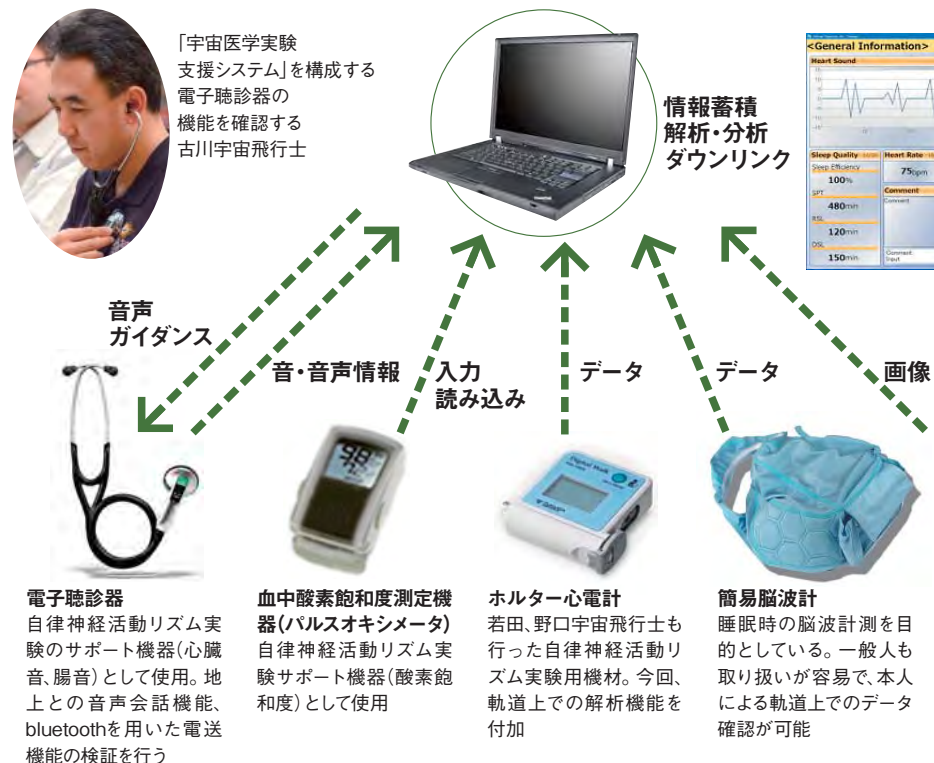 「宇宙医学実験
支援システム」を構成する
電子聴診器の
機能を確認する
古川宇宙飛行士
情報蓄積
解析・分析
ダウンリンク
<General Information>
Heart Sound
Sleep Quality
Heart Rate
Sleep Efficiency
100%
75bpm
SPT
480min
Comment
Comment
RSL
120min
DSL
150min
Comment
Input
音声
ガイダンス
音・音声情報
入力
読み込み
データ
データ
画像
98
電子聴診器
自律神経活動リズム実
験のサポート機器(心臓
音、腸音)として使用。地
上との音声会話機能、
bluetoothを用いた電送
機能の検証を行う
血中酸素飽和度測定機
器(パルスオキシメータ)
自律神経活動リズム実
験サポート機器(酸素飽
和度)として使用
Digital Walk
ホルター心電計
若田、野口宇宙飛行士も
行った自律神経活動リ
ズム実験用機材。今回、
軌道上での解析機能を
付加
簡易脳波計
睡眠時の脳波計測を目
的としている。一般人も
取り扱いが容易で、本人
による軌道上でのデータ
確認が可能